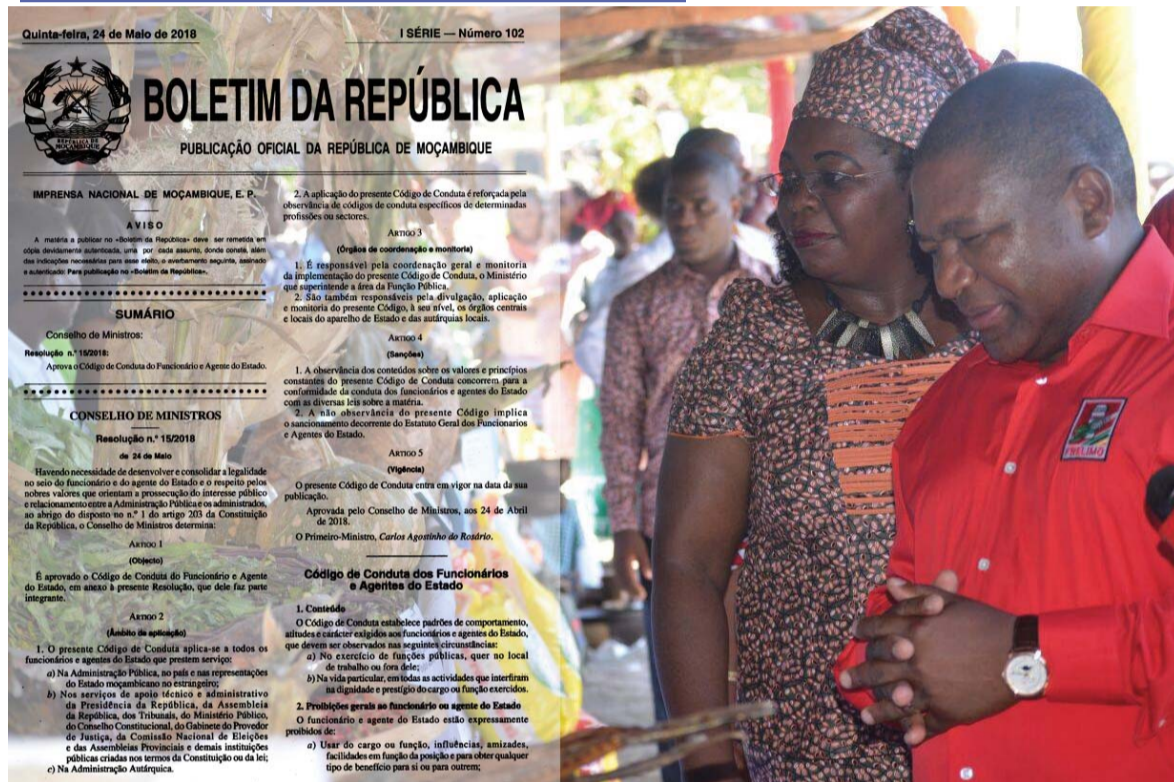 Quinta-feira, 24 de Maio de 2018
I SÉRIE — Número 102
REPÚBLICA DE MOÇAMBIQUE
BOLETIM DA REPÚBLICA
PUBLICAÇÃO OFICIAL DA REPÚBLICA DE MOÇAMBIQUE
IMPRENSA NACIONAL DE MOÇAMBIQUE, E. P.
AVISO
A matéria a publicar no «Boletim da República» deve ser remetida em
cópia devidamente autenticada, uma por cada assunto, donde conste, além
das indicações necessárias para esse efeito, o averbamento seguinte, assinado
e autenticado: Para publicação no «Boletim da República».
SUMÁRIO
Conselho de Ministros:
Resolução n.º 15/2018:
Aprova o Código de Conduta do Funcionário e Agente do Estado.
CONSELHO DE MINISTROS
Resolução n.º 15/2018
de 24 de Maio
Havendo necessidade de desenvolver e consolidar a legalidade
no seio do funcionário e do agente do Estado e o respeito pelos
nobres valores que orientam a prossecução do interesse público
e relacionamento entre a Administração Pública e os administrados,
ao abrigo do disposto no n.º 1 do artigo 203 da Constituição
da República, o Conselho de Ministros determina:
ARTIGO 1
(Objecto)
É aprovado o Código de Conduta do Funcionário e Agente
do Estado, em anexo à presente Resolução, que dele faz parte
integrante.
ARTIGO 2
(Âmbito de aplicação)
1. O presente Código de Conduta aplica-se a todos os
funcionários e agentes do Estado que prestem serviço:
a) Na Administração Pública, no país e nas representações
do Estado moçambicano no estrangeiro;
b) Nos serviços de apoio técnico e administrativo
da Presidência da República, da Assembleia
da República, dos Tribunais, do Ministério Público,
do Conselho Constitucional, do Gabinete do Provedor
de Justiça, da Comissão Nacional de Eleições
e das Assembleias Provinciais e demais instituições
públicas criadas nos termos da Constituição ou da lei;
c) Na Administração Autárquica.
2. A aplicação do presente Código de Conduta é reforçada pela
observância de códigos de conduta específicos de determinadas
profissões ou sectores.
ARTIGO 3
(Órgãos de coordenação e monitoria)
1. É responsável pela coordenação geral e monitoria
da implementação do presente Código de Conduta, o Ministério
que superintende a área da Função Pública.
2. São também responsáveis pela divulgação, aplicação
e monitoria do presente Código, à seu nível, os órgãos centrais
e locais do aparelho de Estado e das autárquias locais.
ARTIGO 4
(Sanções)
1. A observância dos conteúdos sobre os valores e princípios
constantes do presente Código de Conduta concorrem para a
conformidade da conduta dos funcionários e agentes do Estado
com as diversas leis sobre a matéria.
2. A não observância do presente Código implica
o sancionamento decorrente do Estatuto Geral dos Funcionarios
e Agentes do Estado.
ARTIGO 5
(Vigência)
O presente Código de Conduta entra em vigor na data da sua
publicação.
Aprovada pelo Conselho de Ministros, aos 24 de Abril
de 2018.
O Primeiro-Ministro, Carlos Agostinho do Rosário.
Código de Conduta dos Funcionários
e Agentes do Estado
1. Conteúdo
O Código de Conduta estabelece padrões de comportamento,
atitudes e carácter exigidos aos funcionários e agentes do Estado,
que devem ser observados nas seguintes circunstâncias:
a) No exercício de funções públicas, quer no local
de trabalho ou fora dele;
b) Na vida particular, em todas as actividades que interfiram
na dignidade e prestígio do cargo ou função exercidos.
2. Proibições gerais ao funcionário ou agente do Estado
O funcionário e agente do Estado estão expressamente
proibidos de:
a) Usar do cargo ou função, influências, amizades,
facilidades em função da posição e para obter qualquer
tipo de benefício para si ou para outrem;
FRELIMO